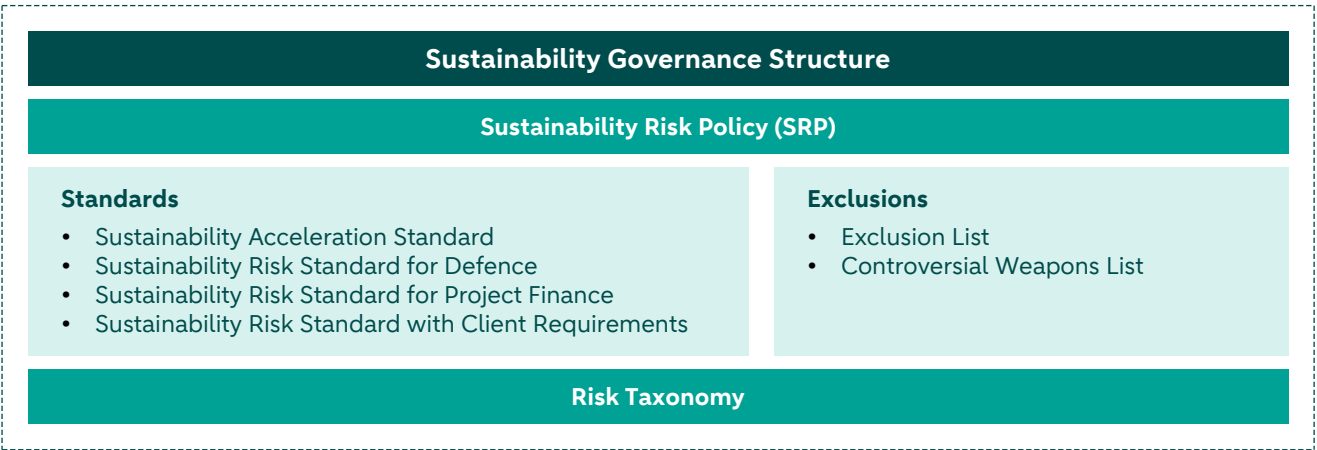 Sustainability Governance Structure
Sustainability Risk Policy (SRP)
Standards
• Sustainability Acceleration Standard
• Sustainability Risk Standard for Defence
• Sustainability Risk Standard for Project Finance
• Sustainability Risk Standard with Client Requirements
Exclusions
• Exclusion List
• Controversial Weapons List
Risk Taxonomy